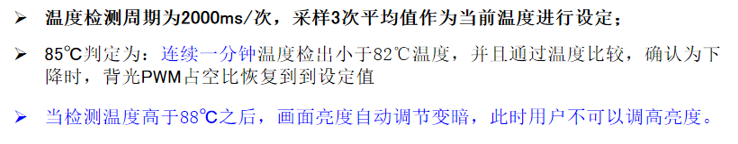 ➢ 温度检测周期为2000ms/次，采样3次平均值作为当前温度进行设定；
➢ 85℃判定为：连续一分钟温度检出小于82℃温度，并且通过温度比较，确认为下
降时，背光PWM占空比恢复到到设定值
➢ 当检测温度高于88℃之后，画面亮度自动调节变暗，此时用户不可以调高亮度。